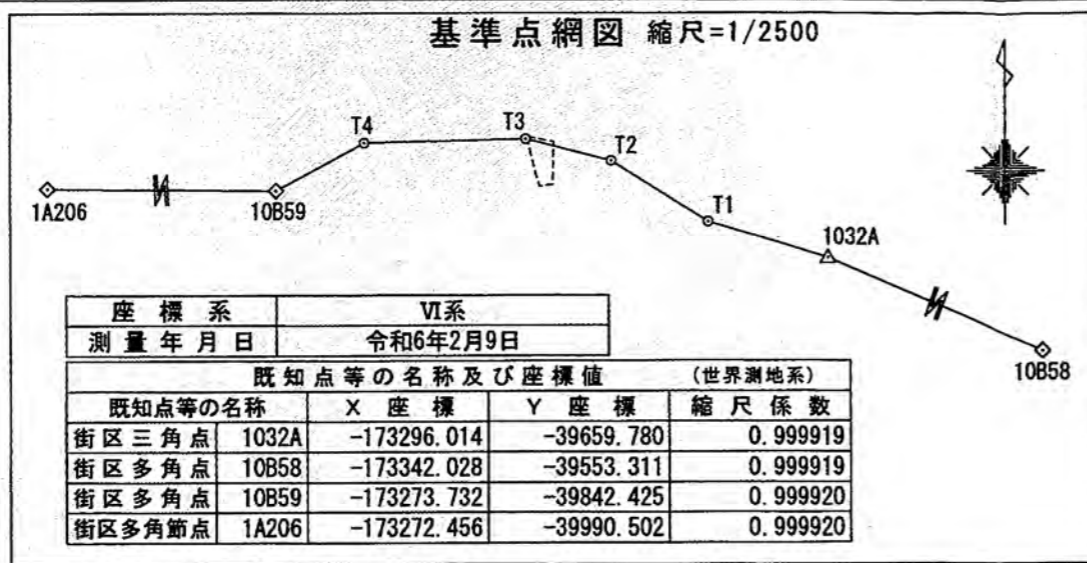 基準点網図 縮尺=1/2500
T4
T3
T2
1A206
10B59
T1
1032A
10B58
座標系 Ⅵ系
測量年月日 令和6年2月9日
既知点等の名称及び座標値 (世界測地系)
既知点等の名称 X座標 Y座標 縮尺係数
街区三角点 1032A -173296.014 -39659.780 0.999919
街区多角点 10B58 -173342.028 -39553.311 0.999919
街区多角点 10B59 -173273.732 -39842.425 0.999920
街区多角節点 1A206 -173272.456 -39990.502 0.999920